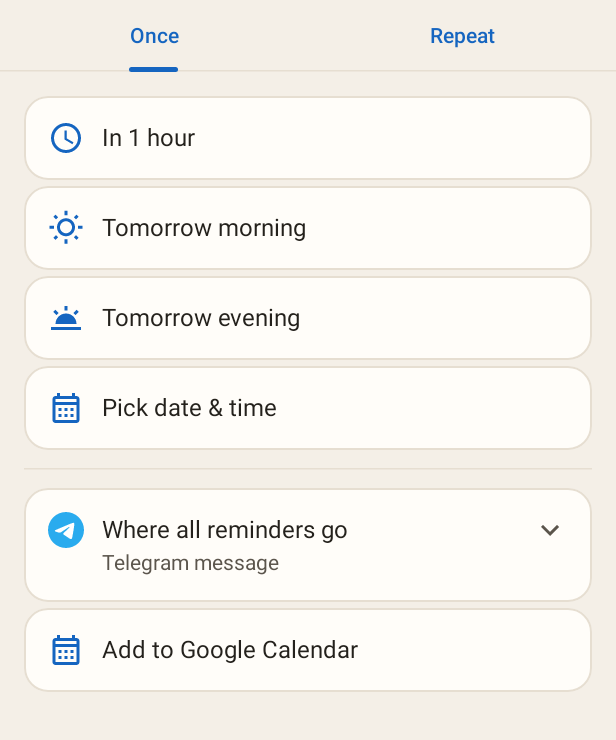 Once
Repeat
In 1 hour
Tomorrow morning
Tomorrow evening
Pick date & time
Where all reminders go
Telegram message
Add to Google Calendar